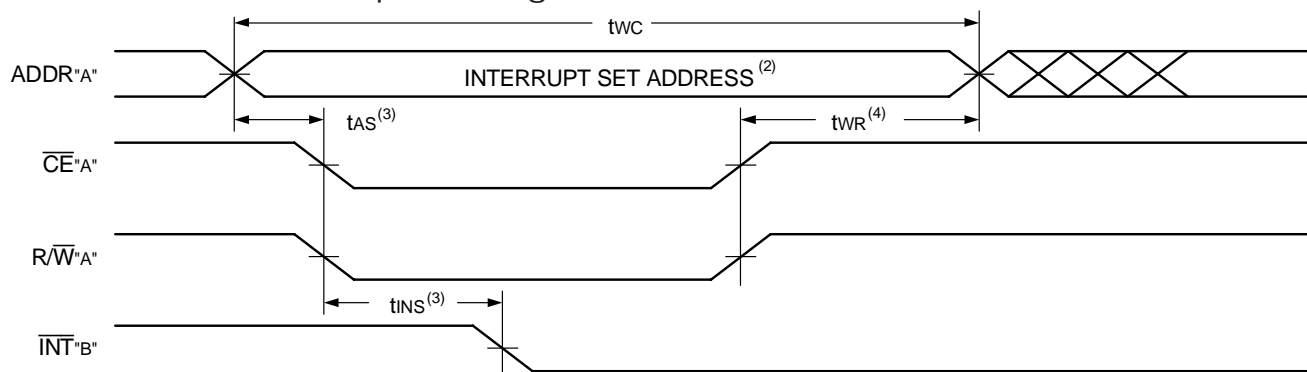 tWC
ADDR"A"
INTERRUPT SET ADDRESS (2)
tAS(3)
tWR(4)
CE"A"
R/W"A"
tINS(3)
INT"B"